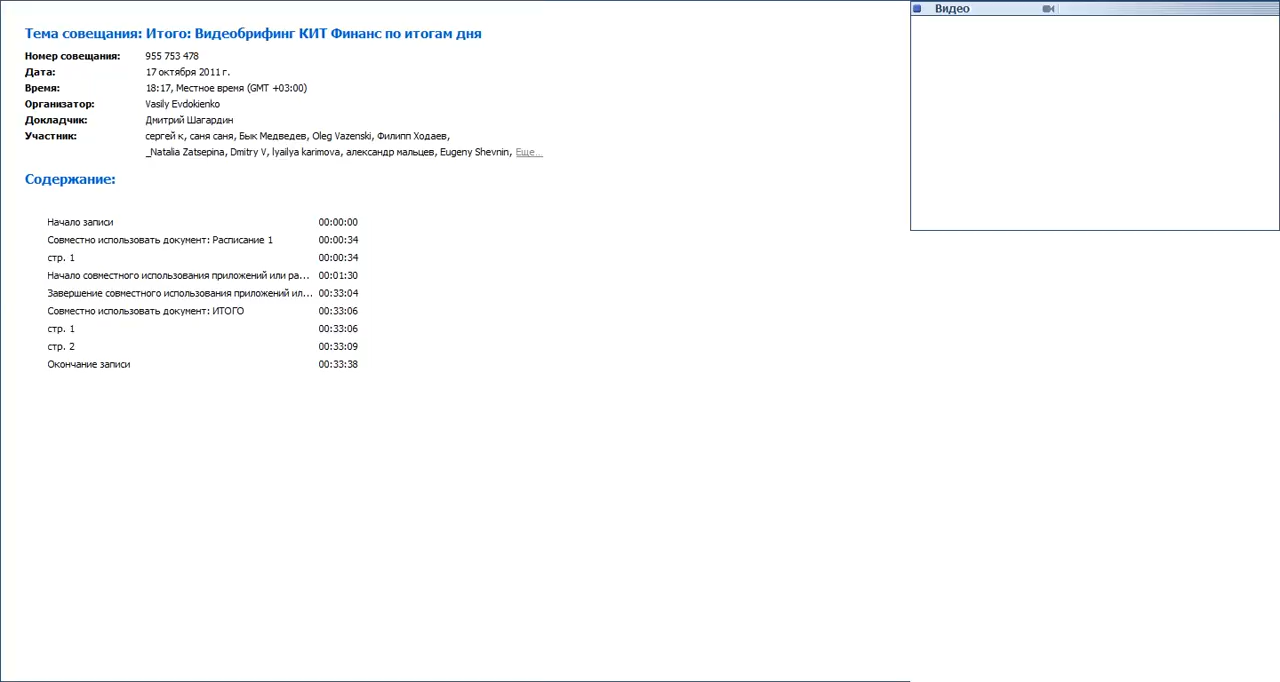 Видео
Тема совещания: Итого: Видеобрифинг КИТ Финанс по итогам дня
Номер совещания: 955 753 478
Дата: 17 октября 2011 г.
Время: 18:17, Местное время (GMT +03:00)
Организатор: Vasily Evdokienko
Докладчик: Дмитрий Шагардин
Участник: сергей к, саня саня, Бык Медведев, Oleg Vazenski, Филипп Ходаев,
_Natalia Zatsepina, Dmitry V, lyailya karimova, александр мальцев, Eugeny Shevnin, Еще...
Содержание:
Начало записи 00:00:00
Совместно использовать документ: Расписание 1 00:00:34
стр. 1 00:00:34
Начало совместного использования приложений или ра... 00:01:30
Завершение совместного использования приложений ил... 00:33:04
Совместно использовать документ: ИТОГО 00:33:06
стр. 1 00:33:06
стр. 2 00:33:09
Окончание записи 00:33:38